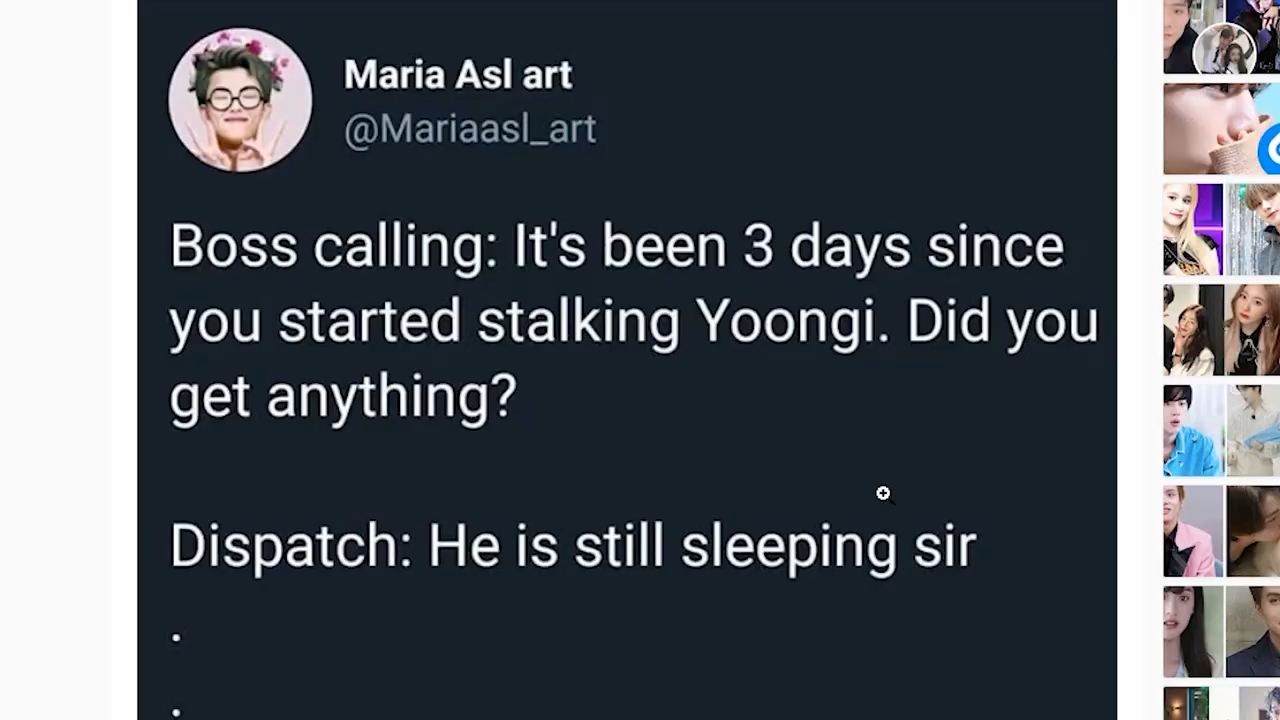 Maria Asl art
@Mariaasl_art
Boss calling: It's been 3 days since
you started stalking Yoongi. Did you
get anything?
Dispatch: He is still sleeping sir
.
.